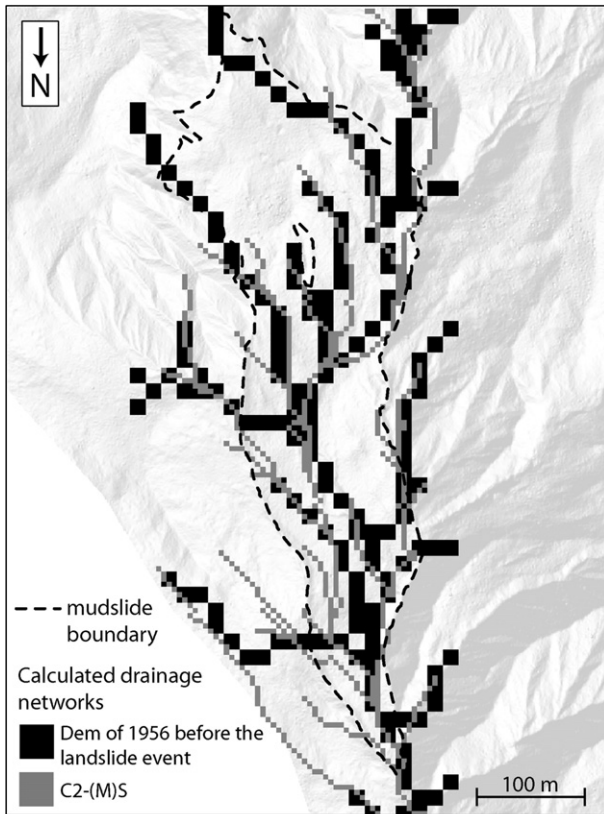 N
mudslide
boundary
Calculated drainage
networks
Dem of 1956 before the
landslide event
C2-(M)S
100 m